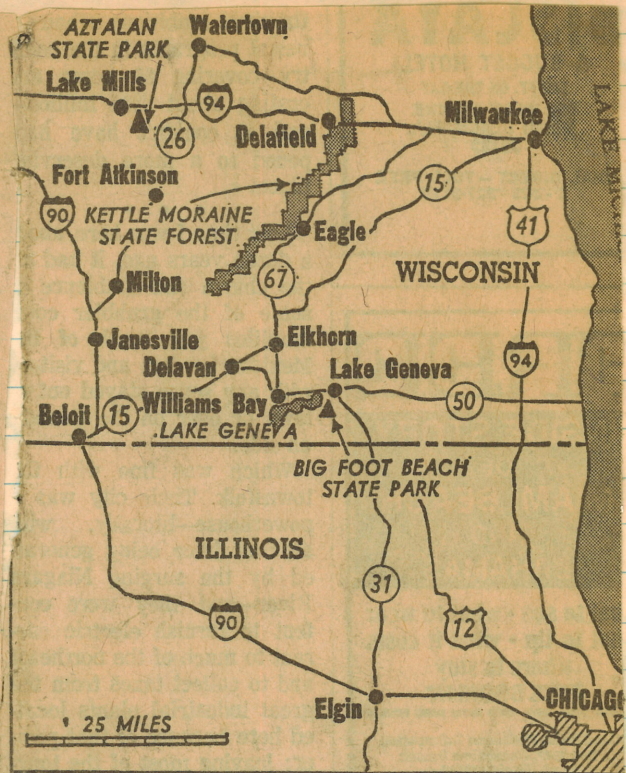 AZTALAN
STATE PARK
Watertown
Lake Mills
94
26
Delafield
Milwaukee
LAKE
Fort Atkinson
15
90
KETTLE MORAINE
STATE FOREST
41
Eagle
67
WISCONSIN
Milton
Janesville
Elkhorn
94
Delavan
Lake Geneva
Williams Bay
50
Beloit
15
LAKE GENEVA
BIG FOOT BEACH
STATE PARK
ILLINOIS
31
90
12
Elgin
CHICAG
25 MILES